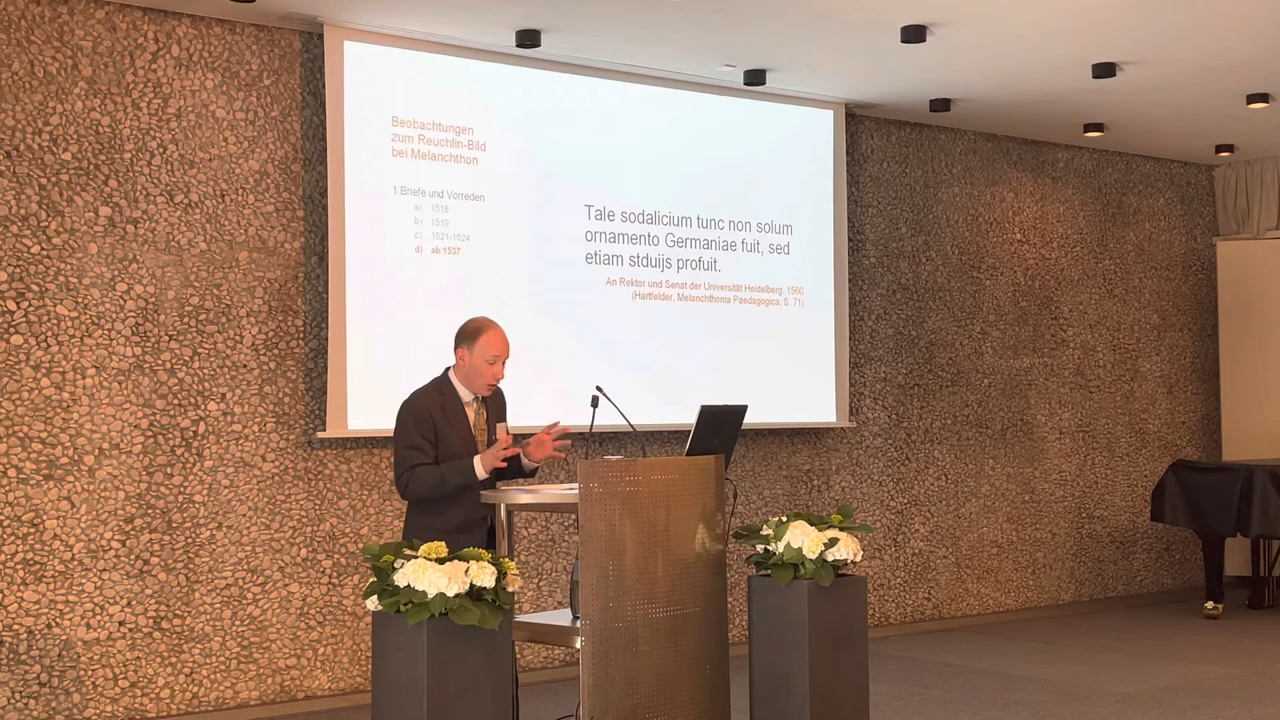 Beobachtungen
zum Reuchlin-Bild
bei Melanchthon
1 Briefe und Vorreden
a) 1518
b) 1519
c) 1521-1524
d) ab 1537
Tale sodalicium tunc non solum
ornamento Germaniae fuit, sed
etiam stduijs profuit.
An Rektor und Senat der Universität Heidelberg, 1560
(Hartfelder, Melanchthonia Paedagogica, S. 71)